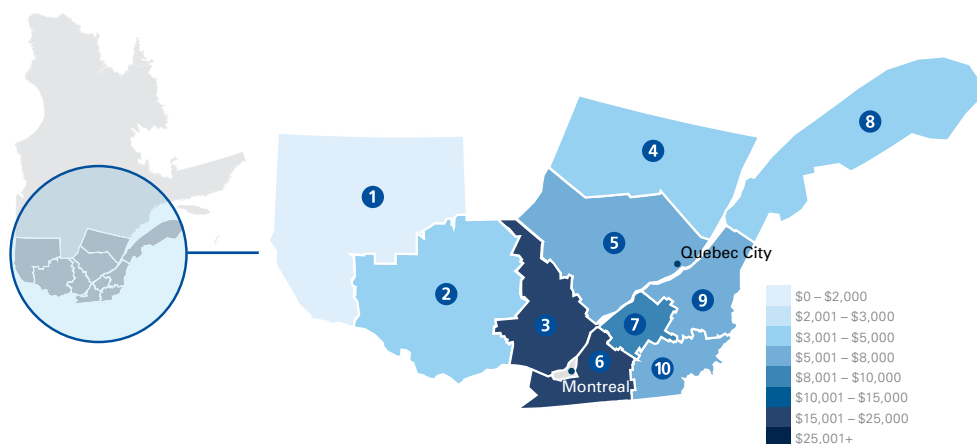 8
4
1
5
Quebec City
2
9
3
7
6
10
Montreal
$0 – $2,000
$2,001 – $3,000
$3,001 – $5,000
$5,001 – $8,000
$8,001 – $10,000
$10,001 – $15,000
$15,001 – $25,000
$25,001+